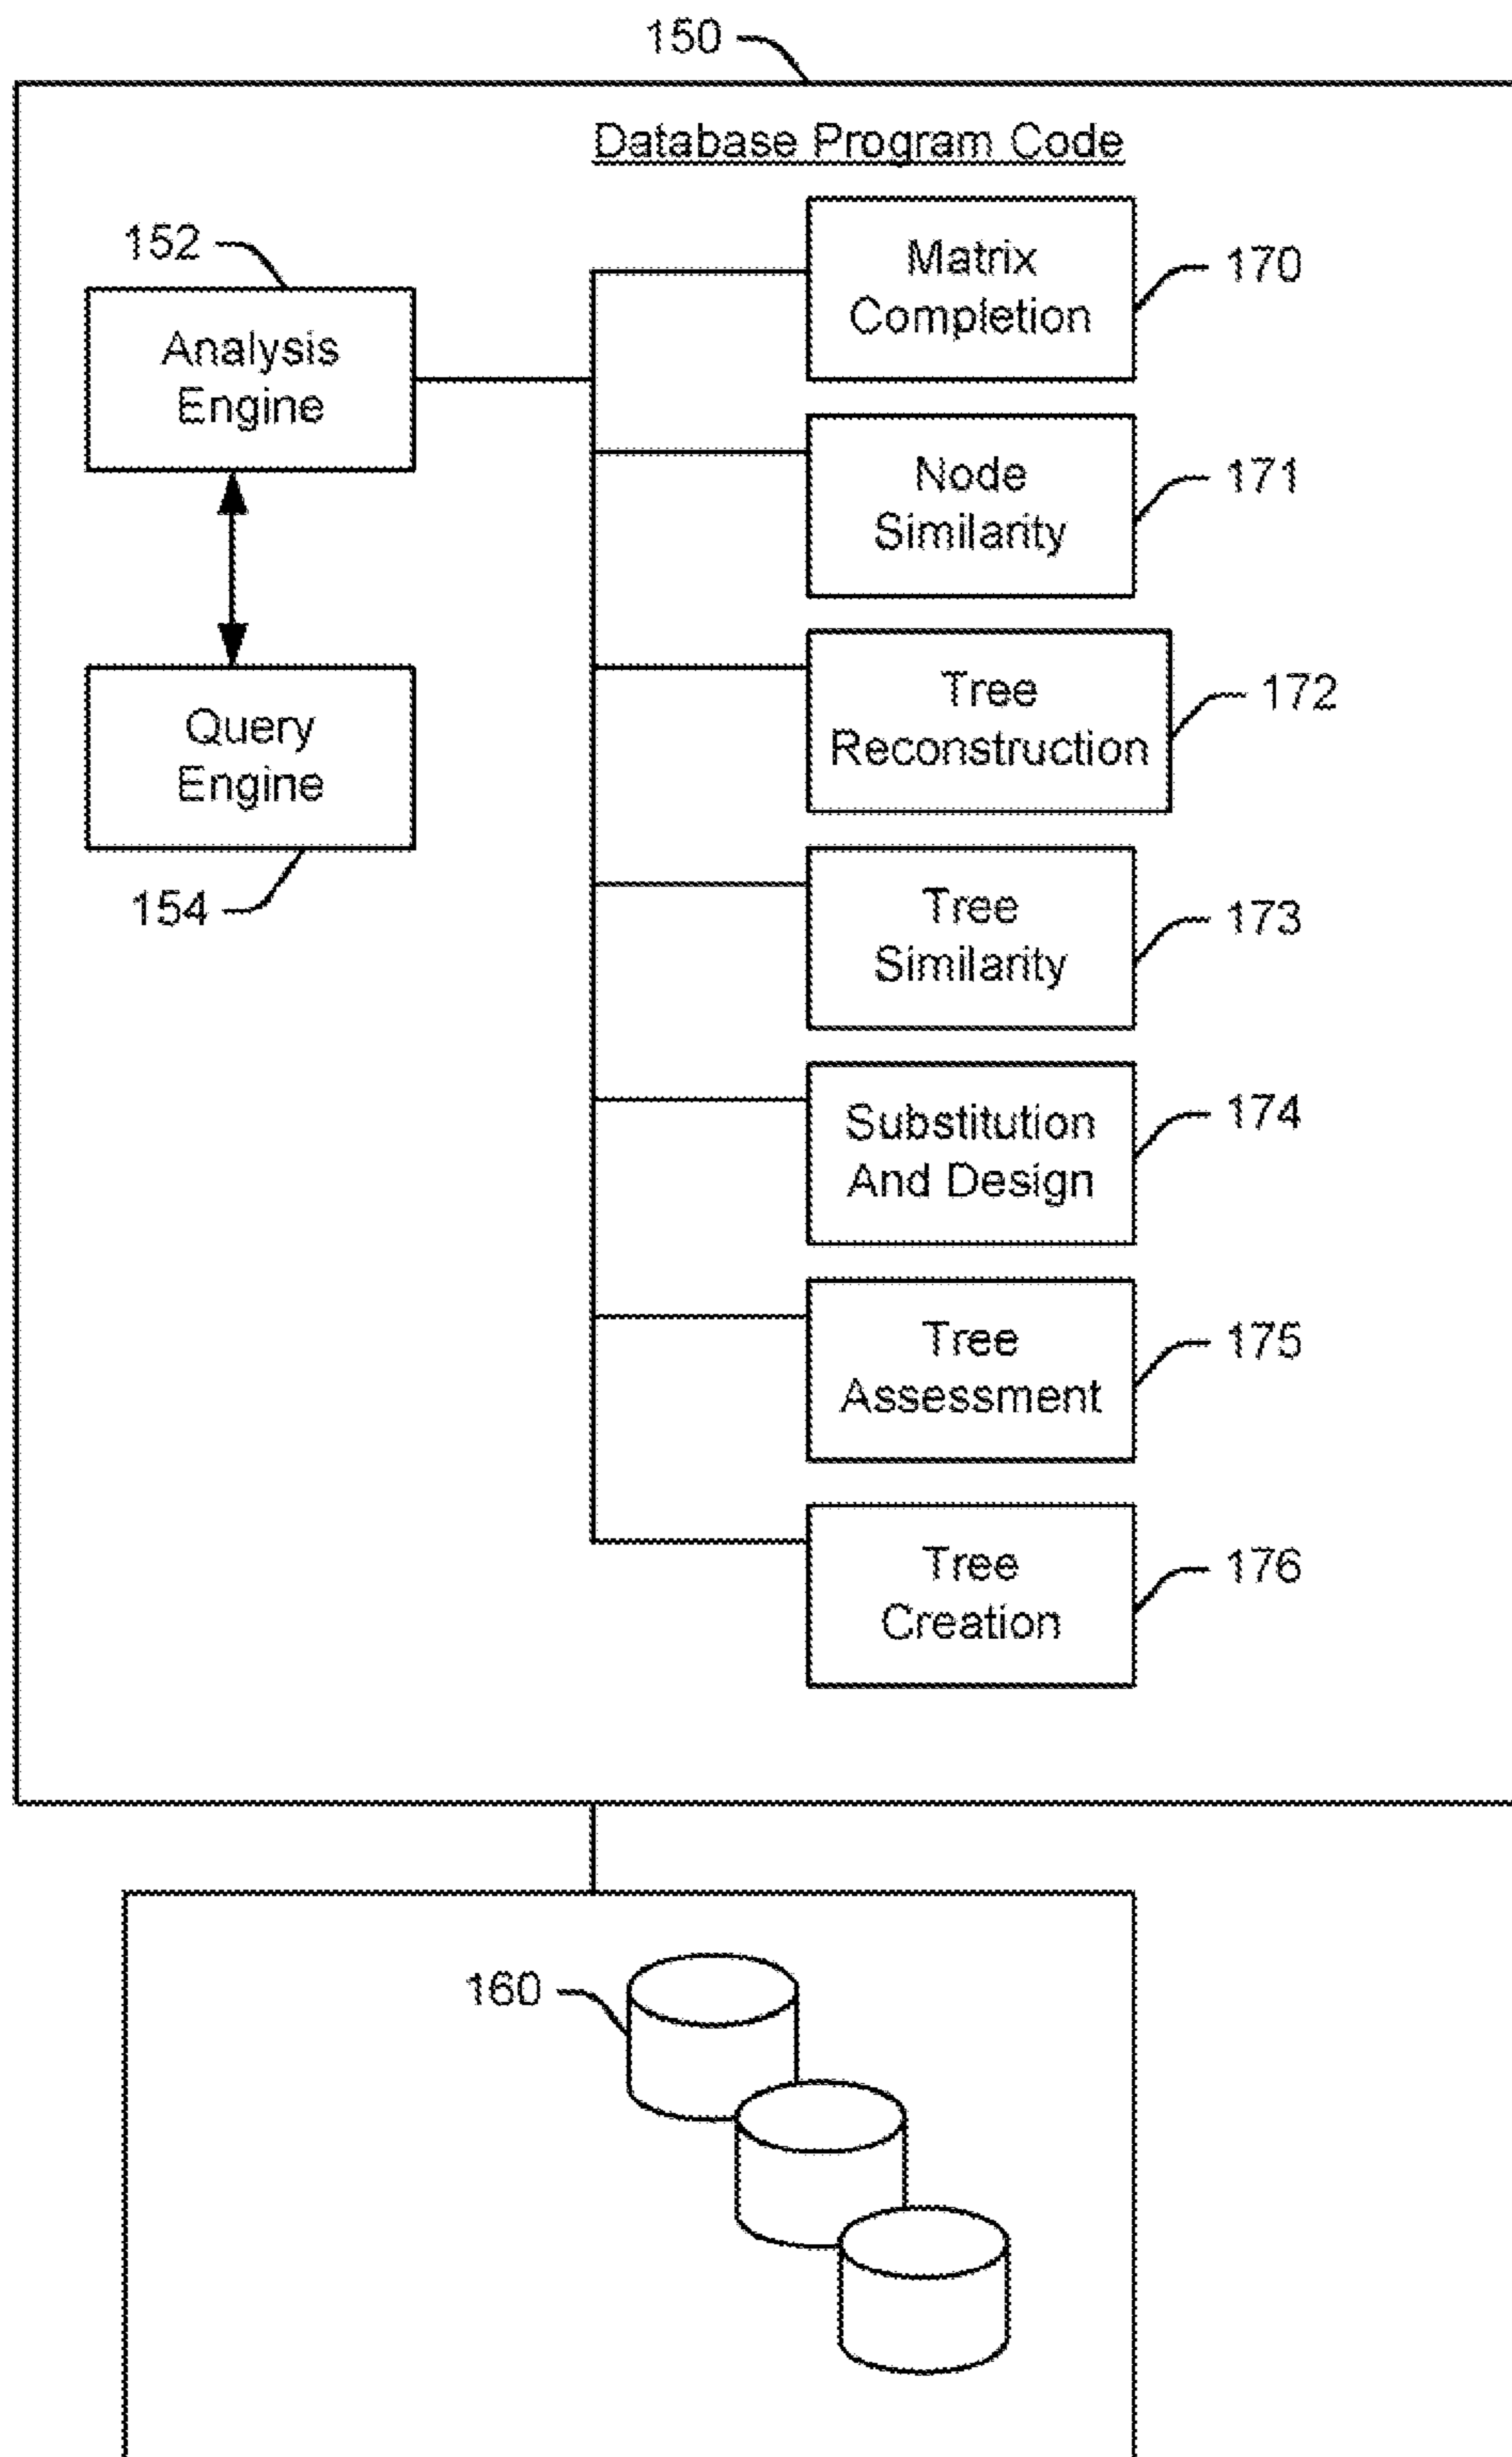 150
Database Program Code
152
Analysis
Engine
Query
Engine
154
Matrix
Completion
170
Node
Similarity
171
Tree
Reconstruction
172
Tree
Similarity
173
Substitution
And Design
174
Tree
Assessment
175
Tree
Creation
176
160